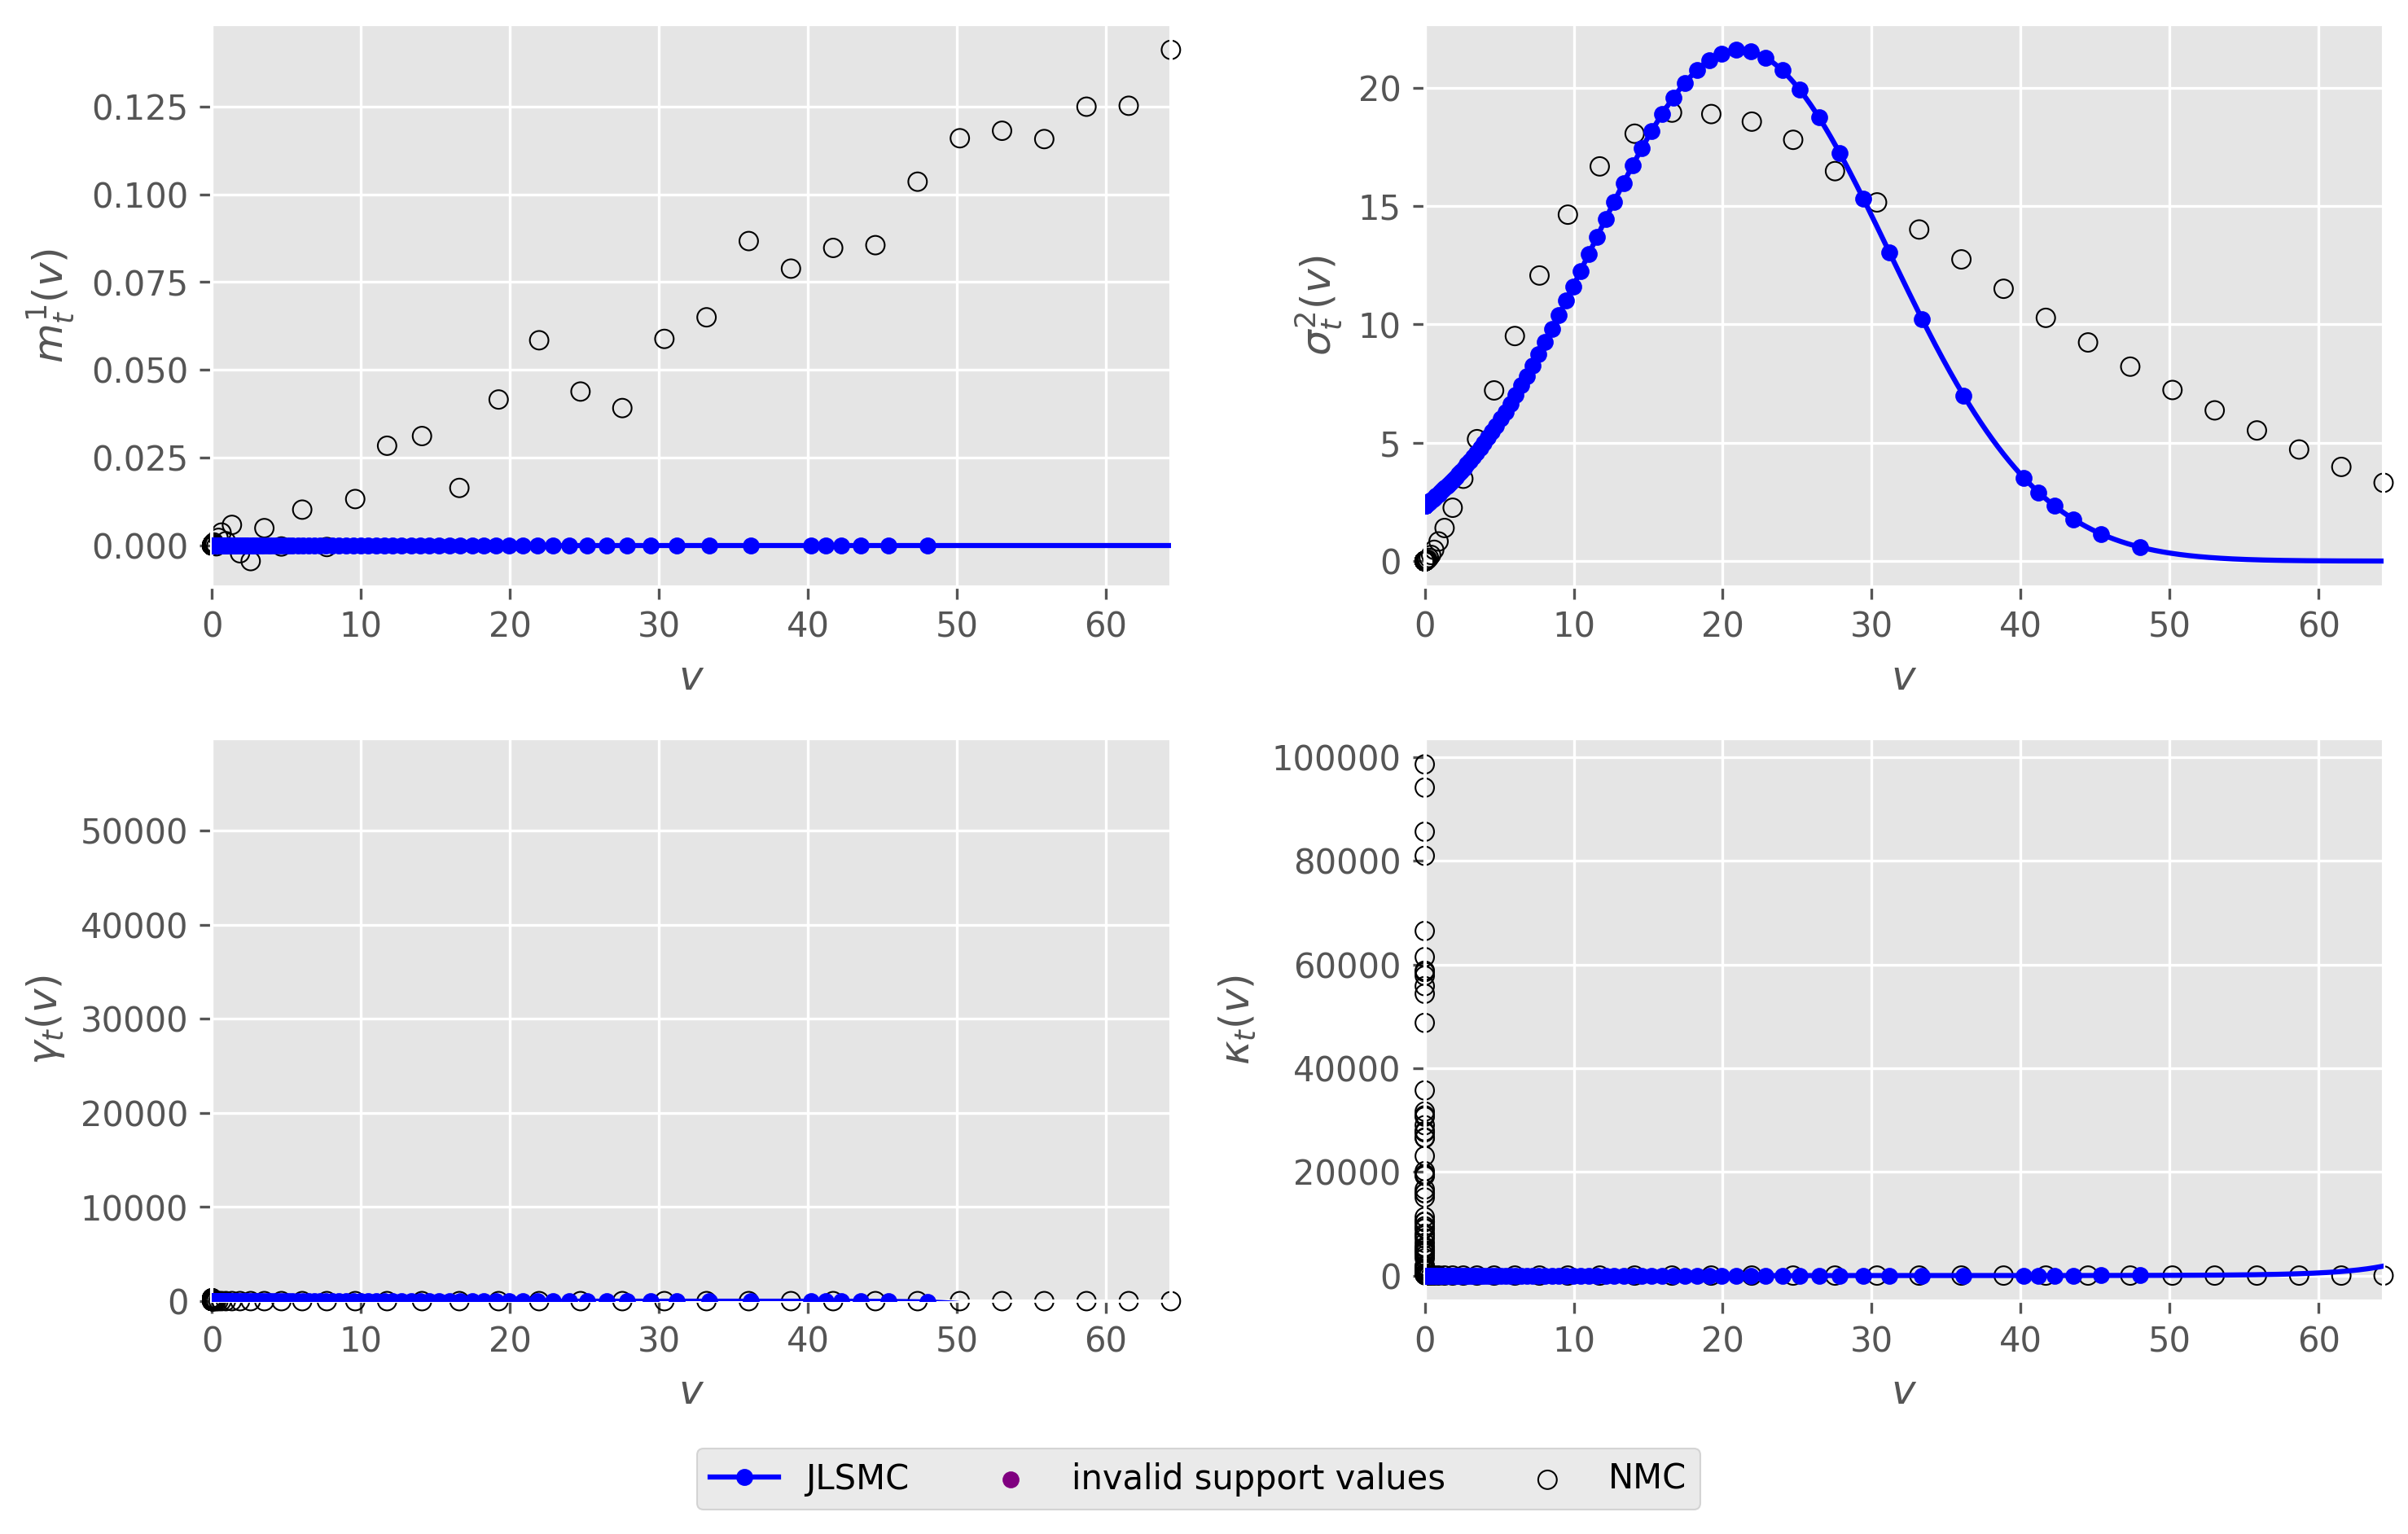 0.125
0.100
0.075
0.050
0.025
0.000
m_t^1(v)
0 10 20 30 40 50 60
v
20
15
10
5
0
σ_t^2(v)
0 10 20 30 40 50 60
v
50000
40000
30000
20000
10000
0
γ_t(v)
0 10 20 30 40 50 60
v
100000
80000
60000
40000
20000
0
κ_t(v)
0 10 20 30 40 50 60
v
JLSMC invalid support values NMC